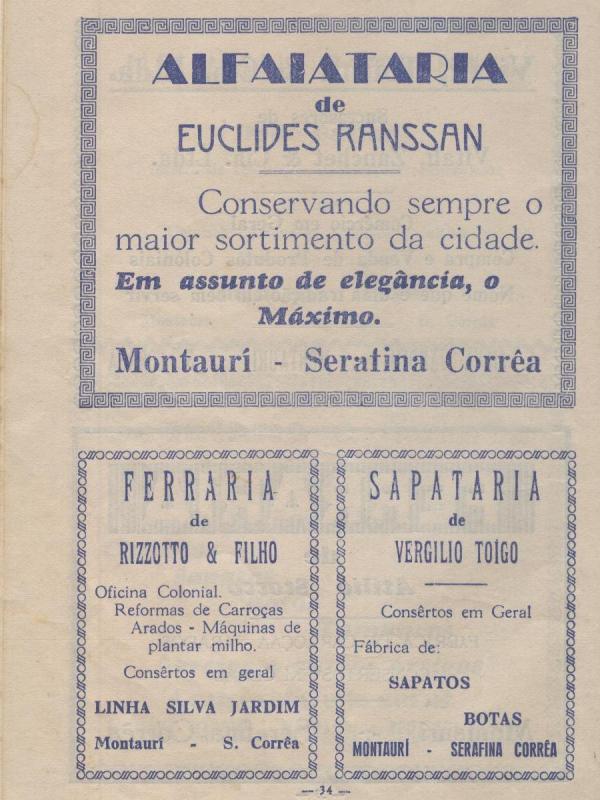 ALFAIATARIA
de
EUCLIDES RANSSAN
Conservando sempre o
maior sortimento da cidade.
Em assunto de elegância, o
Máximo.
Montaurí - Serafina Corrêa
FERRARIA
de
RIZZOTTO & FILHO
Oficina Colonial.
Reformas de Carroças
Arados - Máquinas de
plantar milho.
Consêrtos em geral
LINHA SILVA JARDIM
Montaurí - S. Corrêa
SAPATARIA
de
VERGILIO TOÍGO
Consêrtos em Geral
Fábrica de:
SAPATOS
BOTAS
MONTAURÍ - SERAFINA CORRÊA
— 34 —